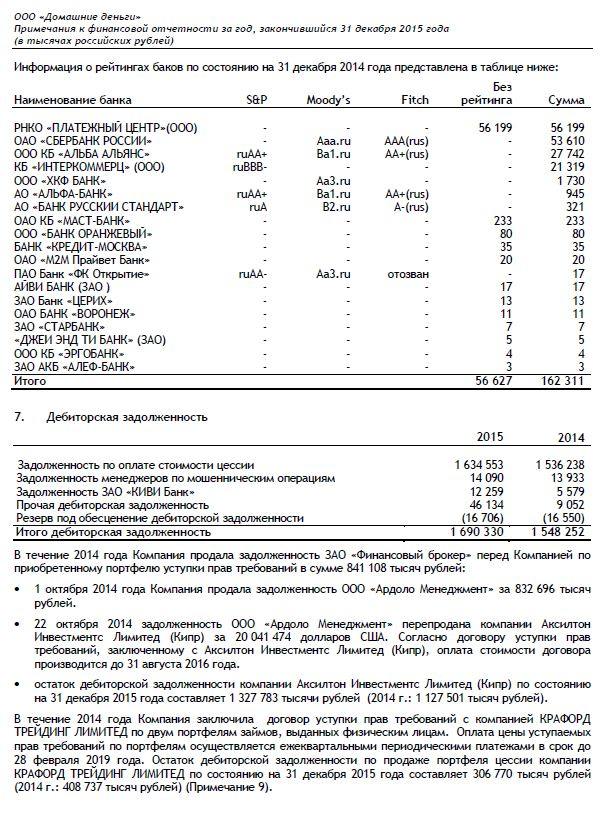 ООО «Домашние деньги»
Примечания к финансовой отчетности за год, закончившийся 31 декабря 2015 года
(в тысячах российских рублей)
Информация о рейтингах баков по состоянию на 31 декабря 2014 года представлена в таблице ниже:
Наименование банка S&P Moody's Fitch Без рейтинга Сумма
РНКО «ПЛАТЕЖНЫЙ ЦЕНТР»(ООО) - - - 56 199 56 199
ОАО «СБЕРБАНК РОССИИ» - Aaa.ru AAA(rus) - 53 610
ООО КБ «АЛЬБА АЛЬЯНС» ruAA+ Ba1.ru AA+(rus) - 27 742
КБ «ИНТЕРКОММЕРЦ» (ООО) ruBBB- - - - 21 319
ООО «ХКФ БАНК» - Aa3.ru - - 1 730
АО «АЛЬФА-БАНК» ruAA+ Ba1.ru AA+(rus) - 945
АО «БАНК РУССКИЙ СТАНДАРТ» ruA B2.ru A-(rus) - 321
ОАО КБ «МАСТ-БАНК» - - - 233 233
ООО «БАНК ОРАНЖЕВЫЙ» - - - 80 80
БАНК «КРЕДИТ-МОСКВА» - - - 35 35
ОАО «М2М Прайвет Банк» - - - 20 20
ПАО Банк «ФК Открытие» ruAA- Aa3.ru отозван - 17
АЙВИ БАНК (ЗАО ) - - - 17 17
ЗАО Банк «ЦЕРИХ» - - - 13 13
ОАО БАНК «ВОРОНЕЖ» - - - 11 11
ЗАО «СТАРБАНК» - - - 7 7
«ДЖЕЙ ЭНД ТИ БАНК» (ЗАО) - - - 5 5
ООО КБ «ЭРГОБАНК» - - - 4 4
ЗАО АКБ «АЛЕФ-БАНК» - - - 3 3
Итого 56 627 162 311
7. Дебиторская задолженность
2015 2014
Задолженность по оплате стоимости цессии 1 634 553 1 536 238
Задолженность менеджеров по мошенническим операциям 14 090 13 933
Задолженность ЗАО «КИВИ Банк» 12 259 5 579
Прочая дебиторская задолженность 46 134 9 052
Резерв под обесценение дебиторской задолженности (16 706) (16 550)
Итого дебиторская задолженность 1 690 330 1 548 252
В течение 2014 года Компания продала задолженность ЗАО «Финансовый брокер» перед Компанией по
приобретенному портфелю уступки прав требований в сумме 841 108 тысяч рублей:
• 1 октября 2014 года Компания продала задолженность ООО «Ардоло Менеджмент» за 832 696 тысяч
рублей.
• 22 октября 2014 задолженность ООО «Ардоло Менеджмент» перепродана компании Аксилтон
Инвестментс Лимитед (Кипр) за 20 041 474 долларов США. Согласно договору уступки прав
требований, заключенному с Аксилтон Инвестментс Лимитед (Кипр), оплата стоимости договора
производится до 31 августа 2016 года.
• остаток дебиторской задолженности компании Аксилтон Инвестментс Лимитед (Кипр) по состоянию
на 31 декабря 2015 года составляет 1 327 783 тысячи рублей (2014 г.: 1 127 501 тысяч рублей).
В течение 2014 года Компания заключила договор уступки прав требований с компанией КРАФОРД
ТРЕЙДИНГ ЛИМИТЕД по двум портфелям займов, выданных физическим лицам. Оплата цены уступаемых
прав требований по портфелям осуществляется ежеквартальными периодическими платежами в срок до
28 февраля 2019 года. Остаток дебиторской задолженности по продаже портфеля цессии компании
КРАФОРД ТРЕЙДИНГ ЛИМИТЕД по состоянию на 31 декабря 2015 года составляет 306 770 тысяч рублей
(2014 г.: 408 737 тысяч рублей) (Примечание 9).